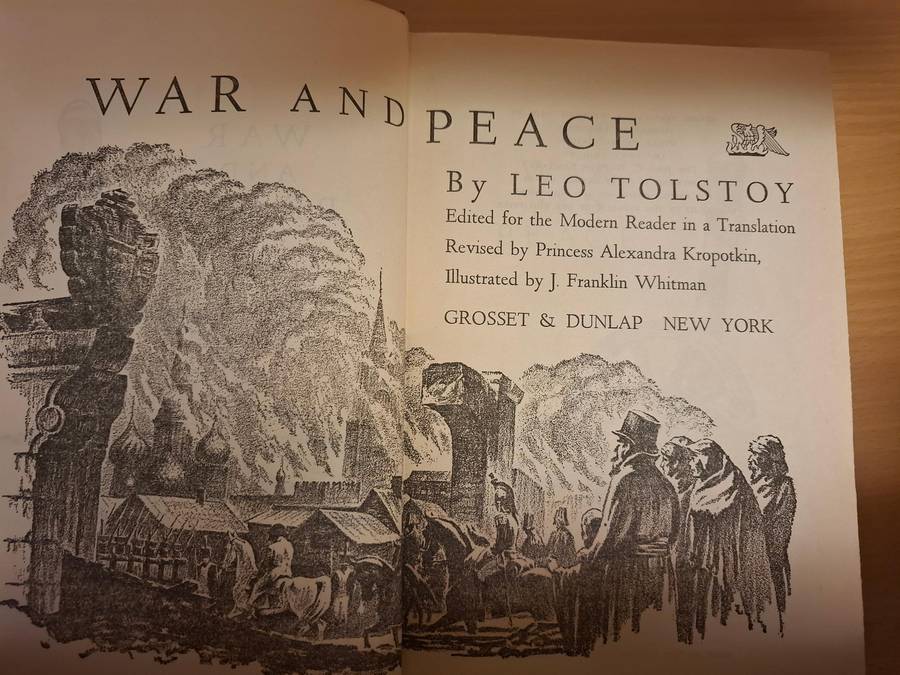 WAR AND PEACE
By LEO TOLSTOY
Edited for the Modern Reader in a Translation
Revised by Princess Alexandra Kropotkin,
Illustrated by J. Franklin Whitman
GROSSET & DUNLAP NEW YORK